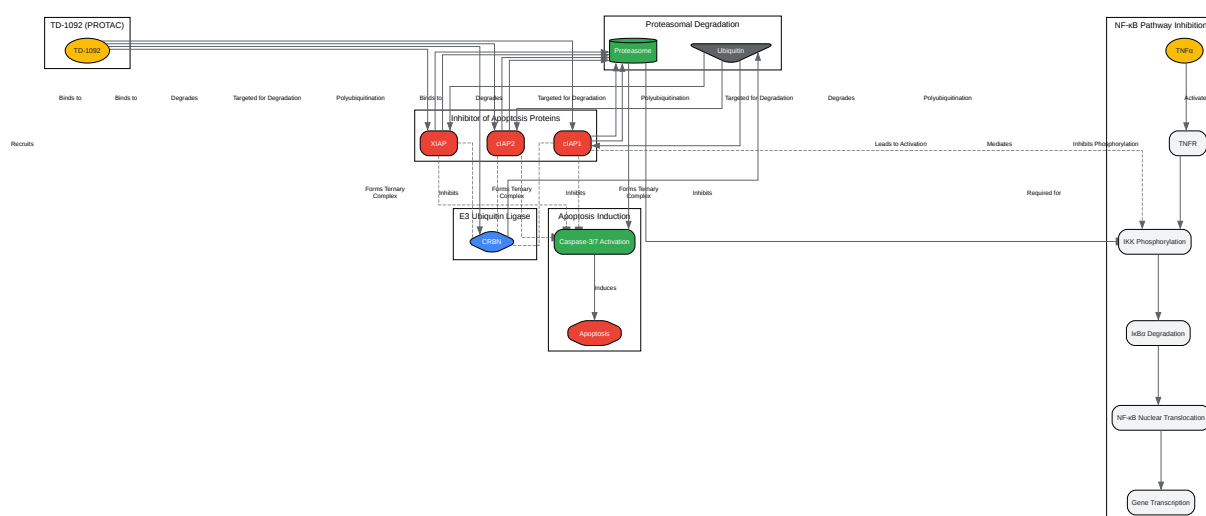 TD-1092 (PROTAC)
Proteasomal Degradation
NF-κB Pathway Inhibition
TD-1092
Proteasome
Ubiquitin
TNFα
Binds to
Binds to
Degrades
Targeted for Degradation
Polyubiquitination
Binds to
Degrades
Targeted for Degradation
Polyubiquitination
Targeted for Degradation
Degrades
Polyubiquitination
Activate
Inhibitor of Apoptosis Proteins
Recruits
XIAP
cIAP2
cIAP1
Leads to Activation
Mediates
Inhibits Phosphorylation
TNFR
Forms Ternary
Complex
Inhibits
Forms Ternary
Complex
Inhibits
Forms Ternary
Complex
Inhibits
Required for
E3 Ubiquitin Ligase
Apoptosis Induction
CRBN
Caspase-3/7 Activation
IKK Phosphorylation
Induces
Apoptosis
IκBα Degradation
NF-κB Nuclear Translocation
Gene Transcription